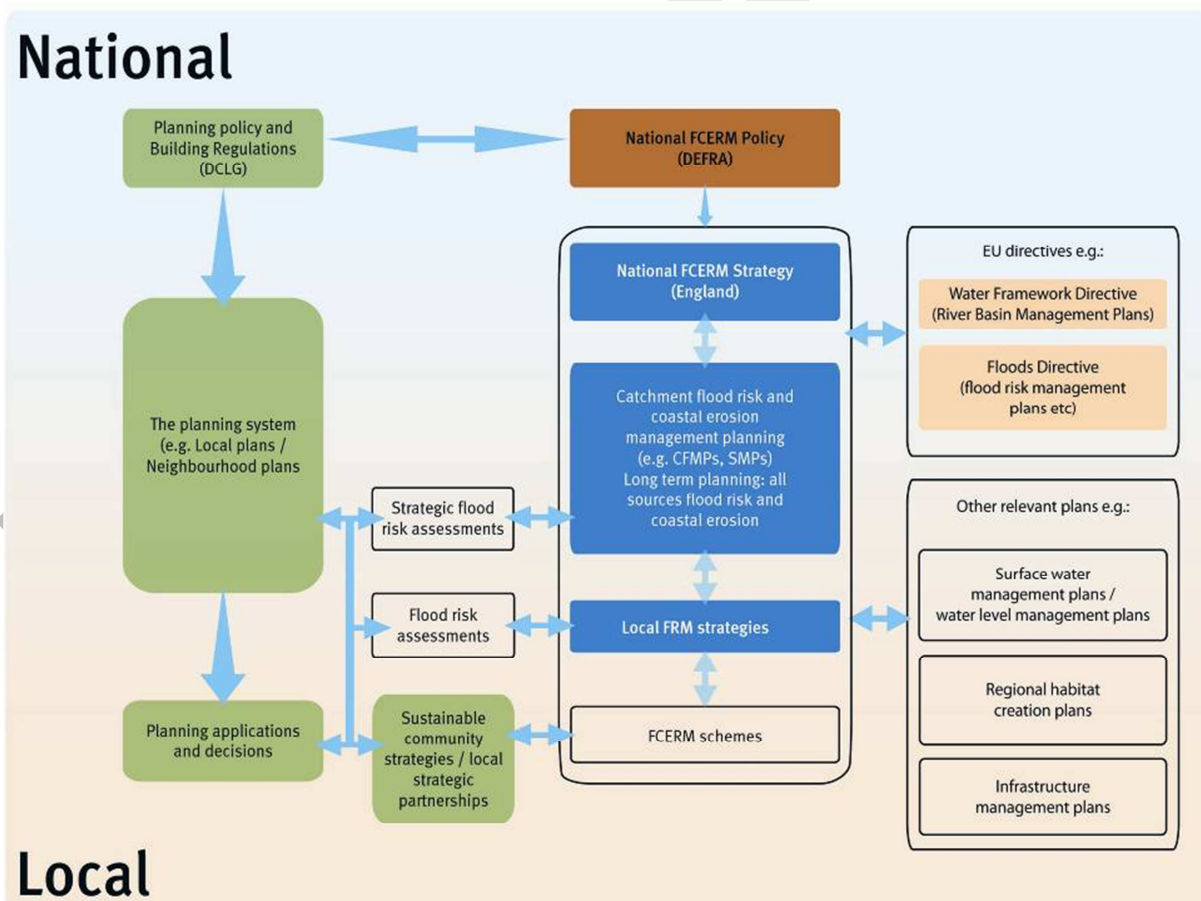 National
Planning policy and
Building Regulations
(DCLG)
National FCERM Policy
(DEFRA)
National FCERM Strategy
(England)
EU directives e.g.:
Water Framework Directive
(River Basin Management Plans)
Floods Directive
(flood risk management
plans etc)
The planning system
(e.g. Local plans /
Neighbourhood plans
Catchment flood risk and
coastal erosion
management planning
(e.g. CFMPs, SMPs)
Long term planning: all
sources flood risk and
coastal erosion
Strategic flood
risk assessments
Other relevant plans e.g.:
Surface water
management plans /
water level management plans
Flood risk
assessments
Local FRM strategies
Regional habitat
creation plans
Planning applications
and decisions
Sustainable
community
strategies / local
strategic
partnerships
FCERM schemes
Infrastructure
management plans
Local